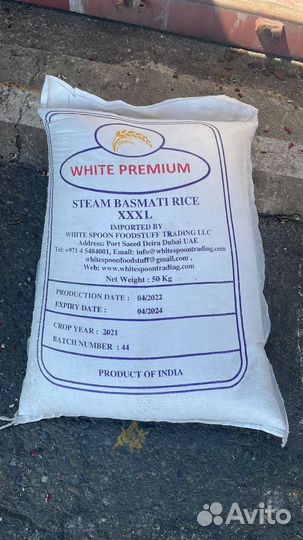 WHITE PREMIUM
STEAM BASMATI RICE
XXXL
IMPORTED BY
WHITE SPOON FOODSTUFF TRADING LLC
Address: Port Saeed Deira Dubai UAE
Tel: +971 4 5484001, Email: info@whitespoontrading.com
whitespoonfoodstuff@gmail.com ,
Web: www.whitespoontrading.com
Net Weight : 50 Kg
PRODUCTION DATE : 04/2022
EXPIRY-DATE : 04/2024
CROP YEAR : 2021
BATCH NUMBER : 44
PRODUCT OF INDIA
Avito